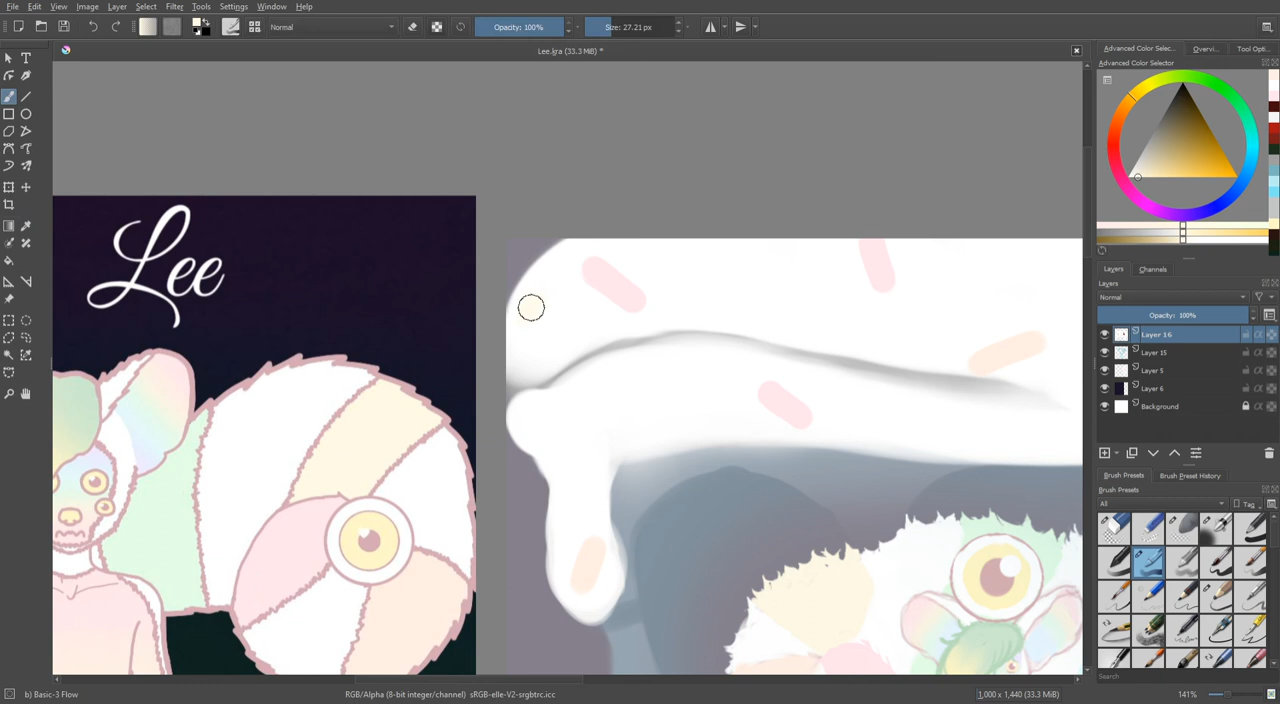 File Edit View Image Layer Select Filter Tools Settings Window Help
Normal
Opacity: 100%
Size: 27.21 px
Lee.kra (33.3 MiB) *
Advanced Color Selec...
Overvi...
Tool Opti...
Advanced Color Selector
Lee
Layers
Channels
Layers
Normal
Opacity: 100%
Layer 16
Layer 15
Layer 5
Layer 6
Background
Brush Presets
Brush Preset History
Brush Presets
All
Tag
Search
b) Basic-3 Flow
RGB/Alpha (8-bit integer/channel) sRGB-elle-V2-srgbtrc.icc
1,000 x 1,440 (33.3 MiB)
141%